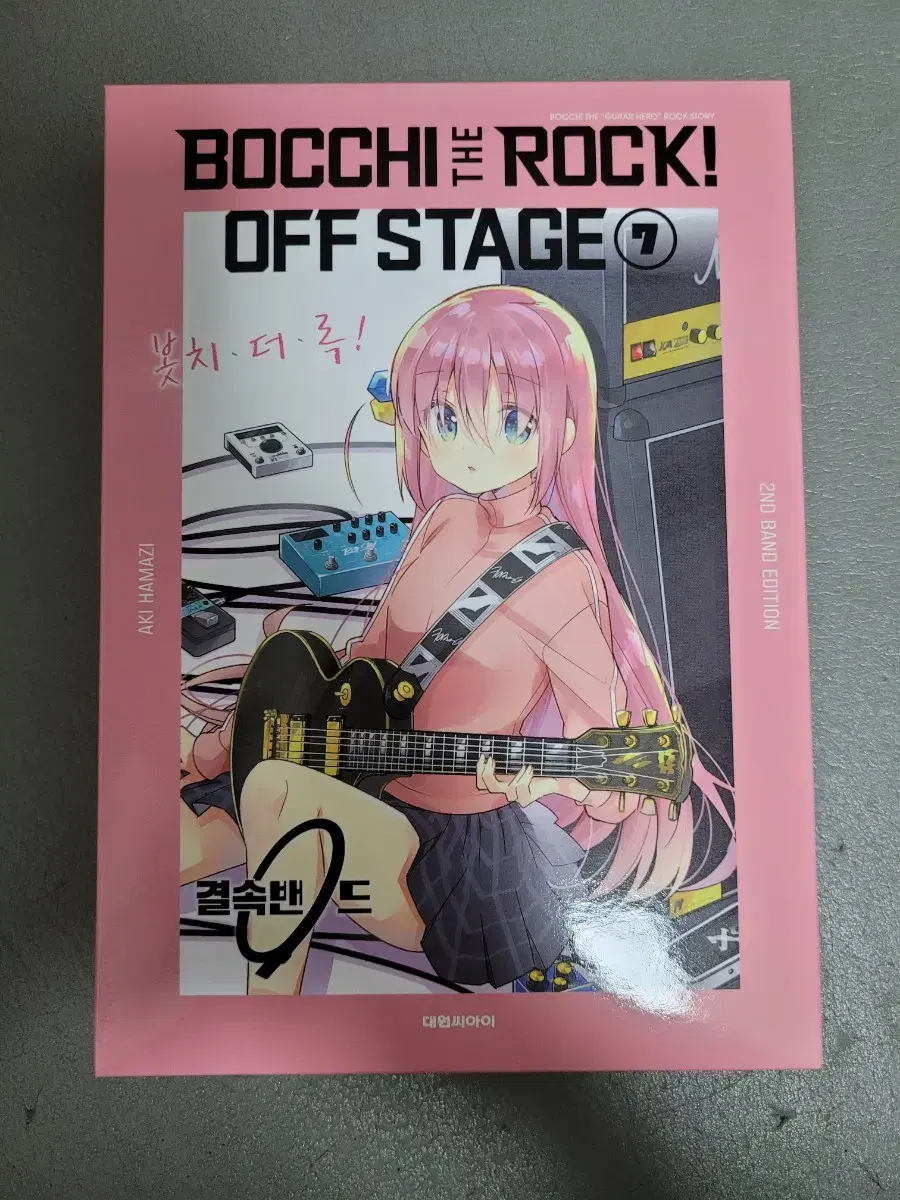 BOCCHI THE "GUITAR HERO" ROCK STORY
BOCCHI THE ROCK!
OFF STAGE 7
봇치·더·록!
AKI HAMAZI
2ND BAND EDITION
결속밴드
대원씨아이